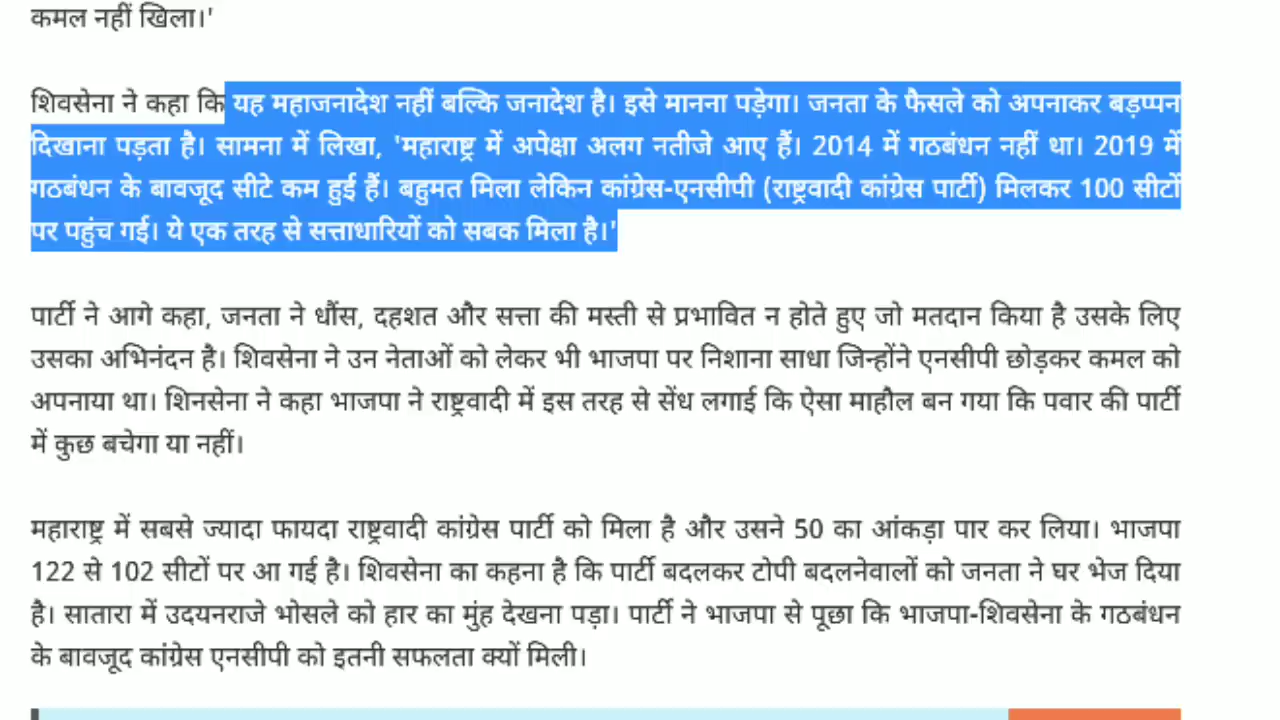 कमल नहीं खिला।'
शिवसेना ने कहा कि यह महाजनादेश नहीं बल्कि जनादेश है। इसे मानना पड़ेगा। जनता के फैसले को अपनाकर बड़प्पन
दिखाना पड़ता है। सामना में लिखा, 'महाराष्ट्र में अपेक्षा अलग नतीजे आए हैं। 2014 में गठबंधन नहीं था। 2019 में
गठबंधन के बावजूद सीटे कम हुई हैं। बहुमत मिला लेकिन कांग्रेस-एनसीपी (राष्ट्रवादी कांग्रेस पार्टी) मिलकर 100 सीटों
पर पहुंच गई। ये एक तरह से सत्ताधारियों को सबक मिला है।'
पार्टी ने आगे कहा, जनता ने धौंस, दहशत और सत्ता की मस्ती से प्रभावित न होते हुए जो मतदान किया है उसके लिए
उसका अभिनंदन है। शिवसेना ने उन नेताओं को लेकर भी भाजपा पर निशाना साधा जिन्होंने एनसीपी छोड़कर कमल को
अपनाया था। शिनसेना ने कहा भाजपा ने राष्ट्रवादी में इस तरह से सेंध लगाई कि ऐसा माहौल बन गया कि पवार की पार्टी
में कुछ बचेगा या नहीं।
महाराष्ट्र में सबसे ज्यादा फायदा राष्ट्रवादी कांग्रेस पार्टी को मिला है और उसने 50 का आंकड़ा पार कर लिया। भाजपा
122 से 102 सीटों पर आ गई है। शिवसेना का कहना है कि पार्टी बदलकर टोपी बदलनेवालों को जनता ने घर भेज दिया
है। सातारा में उदयनराजे भोसले को हार का मुंह देखना पड़ा। पार्टी ने भाजपा से पूछा कि भाजपा-शिवसेना के गठबंधन
के बावजूद कांग्रेस एनसीपी को इतनी सफलता क्यों मिली।